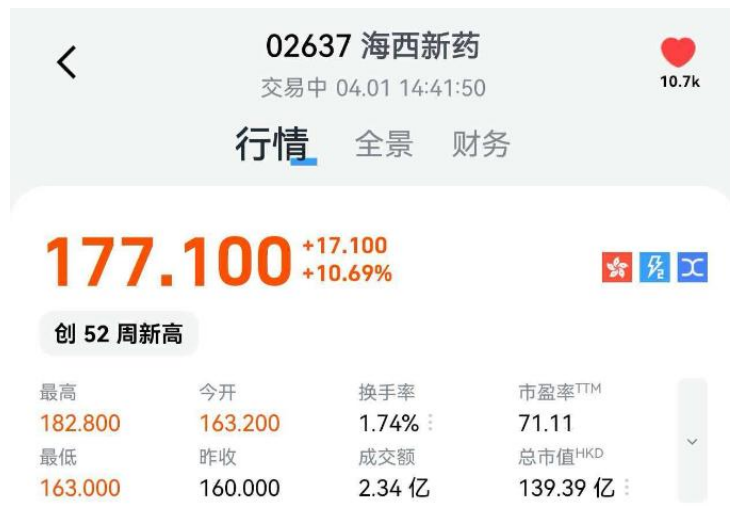 02637 海西新药
交易中 04.01 14:41:50
10.7k
行情 全景 财务
177.100
+17.100
+10.69%
创 52 周新高
最高 今开 换手率 市盈率TTM
182.800 163.200 1.74% 71.11
最低 昨收 成交额 总市值HKD
163.000 160.000 2.34 亿 139.39 亿
2